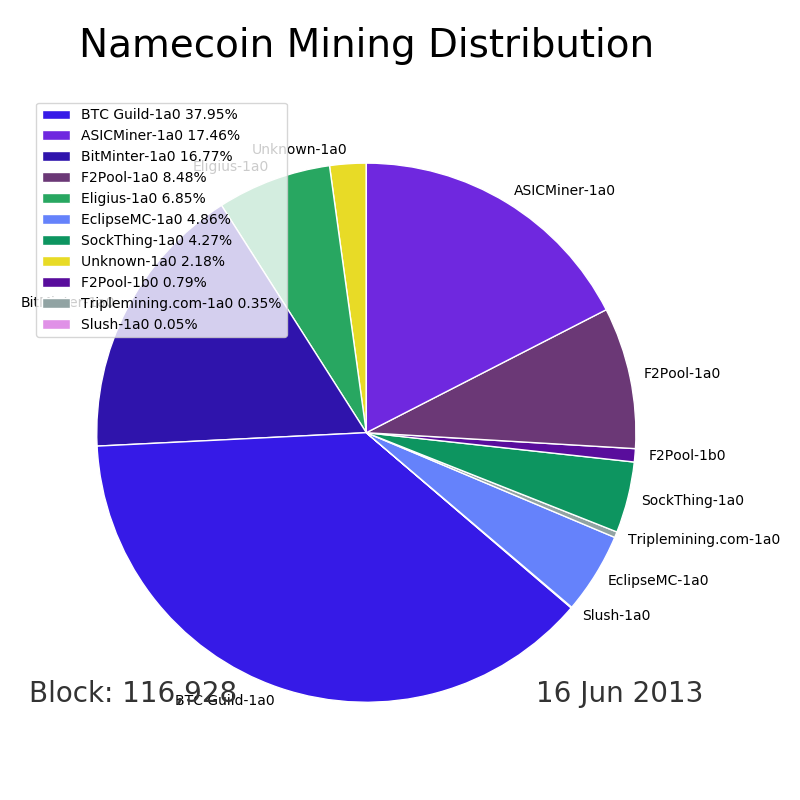 Namecoin Mining Distribution
BTC Guild-1a0 37.95%
ASICMiner-1a0 17.46%
BitMinter-1a0 16.77%
F2Pool-1a0 8.48%
Eligius-1a0 6.85%
EclipseMC-1a0 4.86%
SockThing-1a0 4.27%
Unknown-1a0 2.18%
F2Pool-1b0 0.79%
Triplemining.com-1a0 0.35%
Slush-1a0 0.05%
Unknown-1a0
Eligius-1a0
BitMinter-1a0
ASICMiner-1a0
F2Pool-1a0
F2Pool-1b0
SockThing-1a0
Triplemining.com-1a0
EclipseMC-1a0
Slush-1a0
BTC Guild-1a0
Block: 116,928
16 Jun 2013